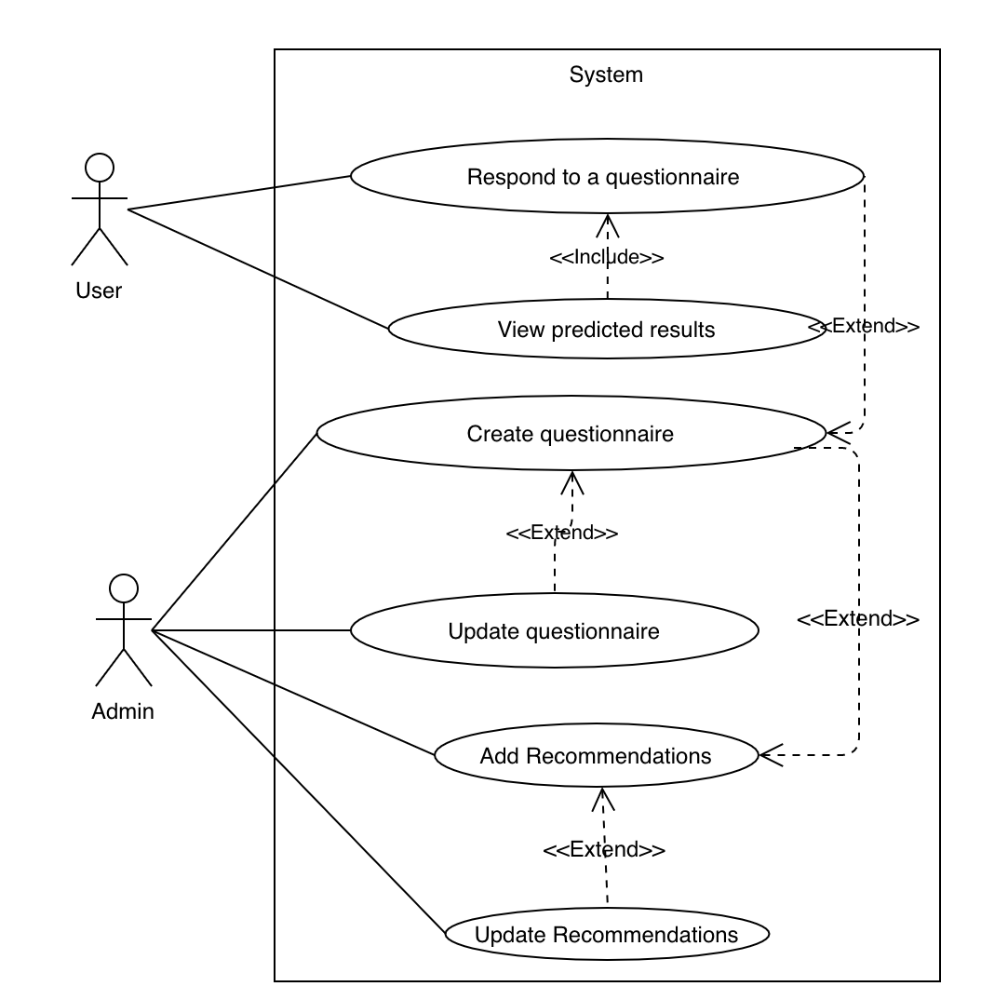 System
Respond to a questionnaire
<<Include>>
User
View predicted results
<<Extend>>
Create questionnaire
<<Extend>>
Update questionnaire
<<Extend>>
Admin
Add Recommendations
<<Extend>>
Update Recommendations